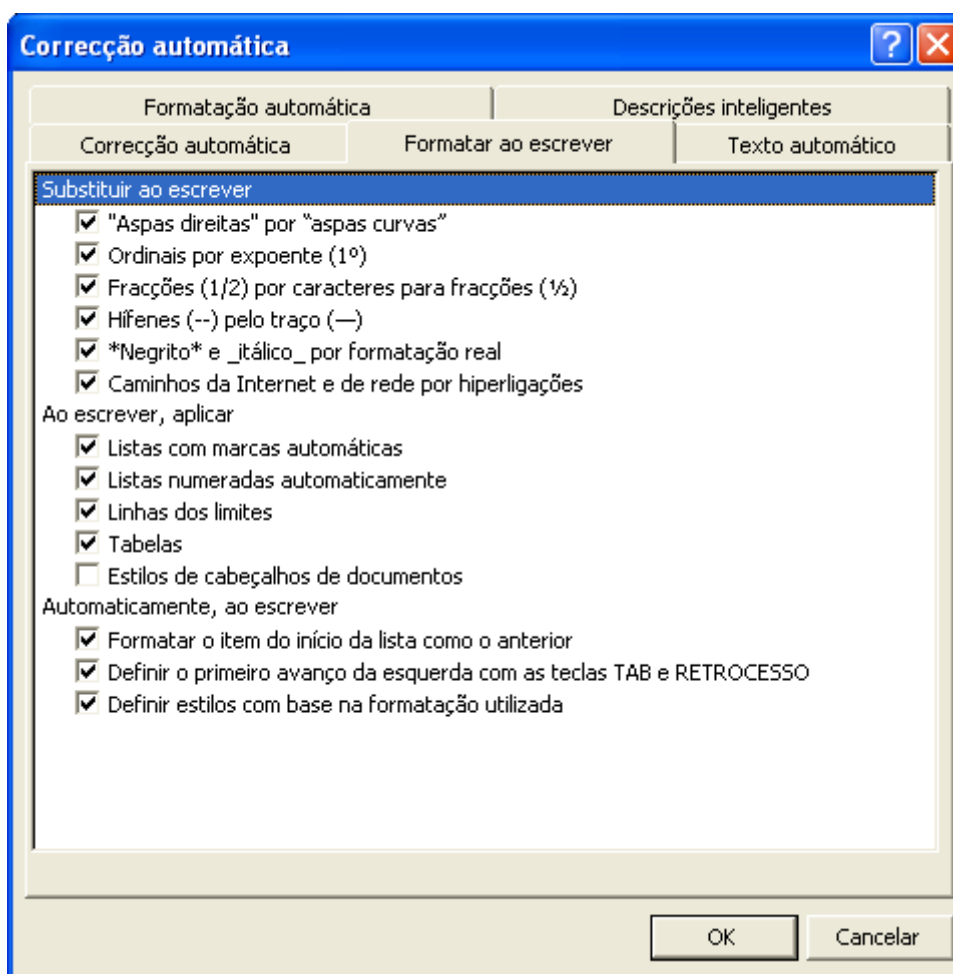 Correcção automática
Formatação automática
Descrições inteligentes
Correcção automática
Formatar ao escrever
Texto automático
Substituir ao escrever
"Aspas direitas" por “aspas curvas”
Ordinais por expoente (1º)
Fracções (1/2) por caracteres para fracções (½)
Hífenes (--) pelo traço (—)
*Negrito* e _itálico_ por formatação real
Caminhos da Internet e de rede por hiperligações
Ao escrever, aplicar
Listas com marcas automáticas
Listas numeradas automaticamente
Linhas dos limites
Tabelas
Estilos de cabeçalhos de documentos
Automaticamente, ao escrever
Formatar o item do início da lista como o anterior
Definir o primeiro avanço da esquerda com as teclas TAB e RETROCESSO
Definir estilos com base na formatação utilizada
OK
Cancelar